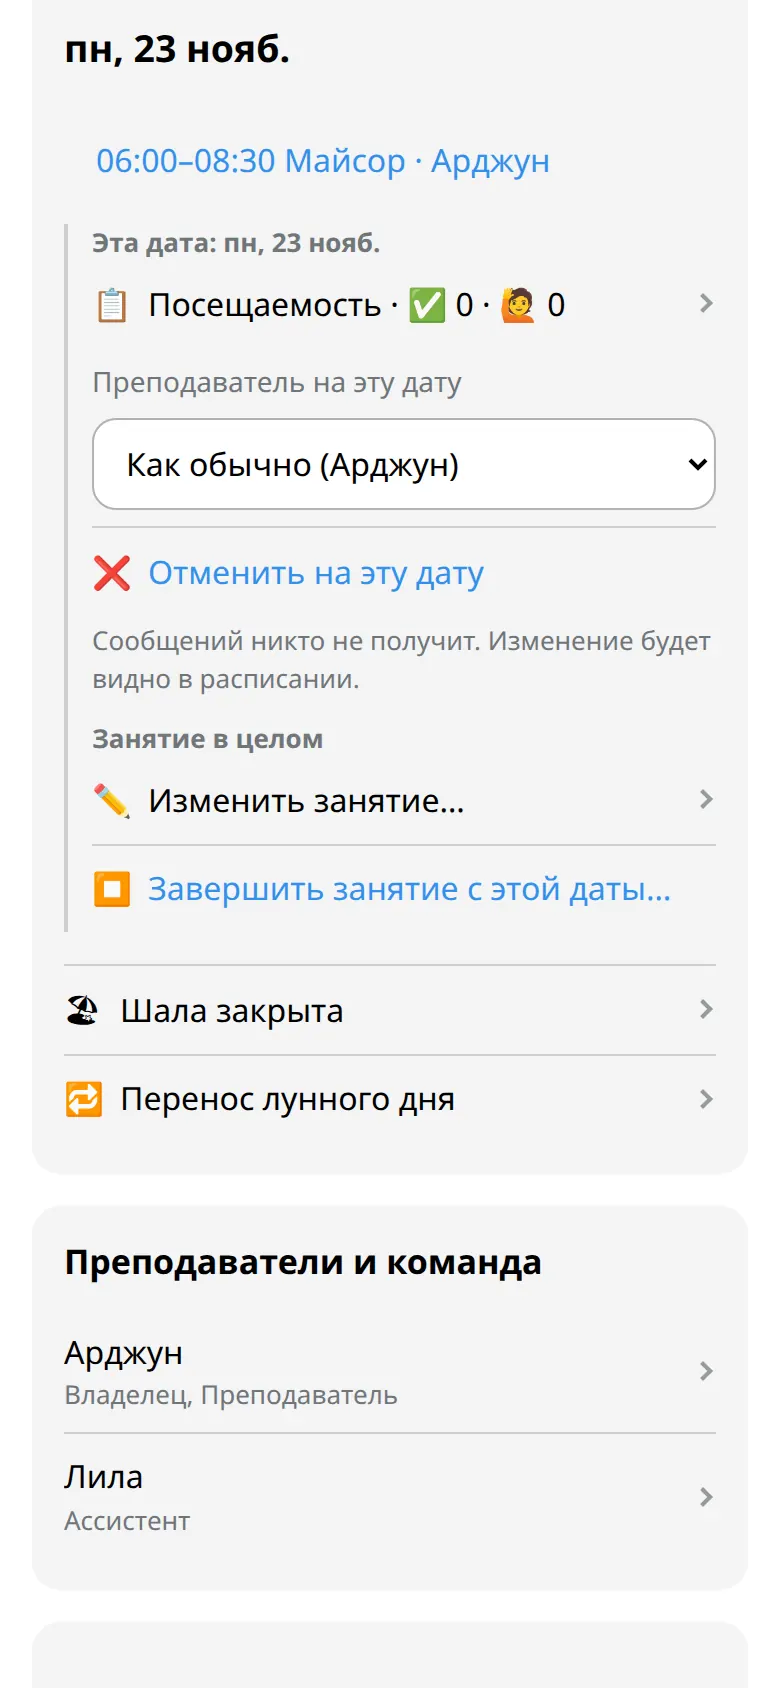 пн, 23 нояб.
06:00–08:30 Майсор · Арджун
Эта дата: пн, 23 нояб.
📋 Посещаемость · ✅ 0 · 🙋 0
Преподаватель на эту дату
Как обычно (Арджун)
❌ Отменить на эту дату
Сообщений никто не получит. Изменение будет
видно в расписании.
Занятие в целом
✏️ Изменить занятие...
⏹️ Завершить занятие с этой даты...
🏖 Шала закрыта
🔁 Перенос лунного дня
Преподаватели и команда
Арджун
Владелец, Преподаватель
Лила
Ассистент